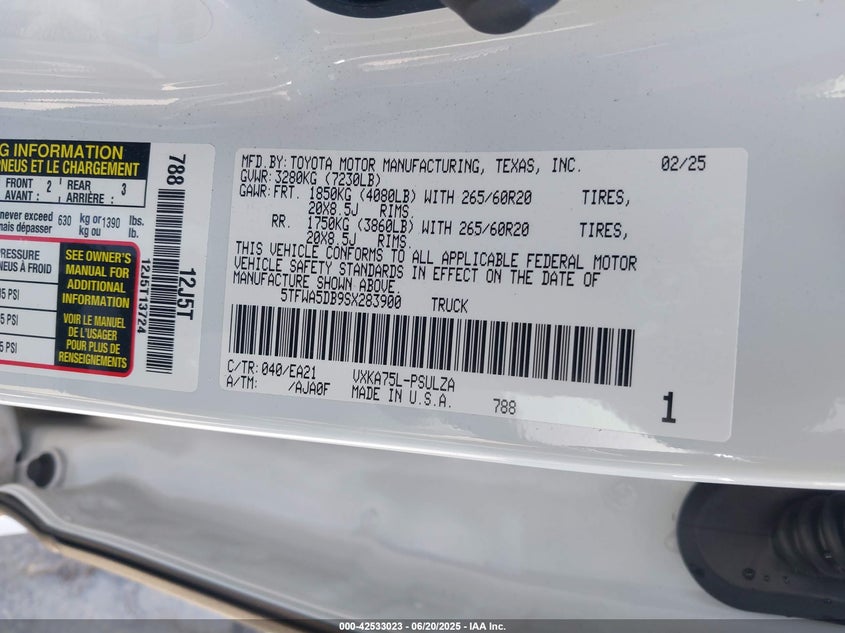 G INFORMATION
PNEUS ET LE CHARGEMENT
FRONT 2 REAR 3
AVANT : ARRIÈRE :
never exceed 630 kg or 1390 lbs.
mais dépasser kg ou lb.
PRESSURE
PNEUS À FROID
5 PSI
5 PSI
5 PSI
SEE OWNER'S
MANUAL FOR
ADDITIONAL
INFORMATION
VOIR LE MANUEL
DE L'USAGER
POUR PLUS DE
RENSEIGNEMENTS
788
12J5T
12J5T13724
MFD.BY: TOYOTA MOTOR MANUFACTURING, TEXAS, INC. 02/25
GVWR: 3280KG (7230LB)
GAWR: FRT. 1850KG (4080LB) WITH 265/60R20 TIRES,
20X8.5J RIMS.
RR. 1750KG (3860LB) WITH 265/60R20 TIRES,
20X8.5J RIMS.
THIS VEHICLE CONFORMS TO ALL APPLICABLE FEDERAL MOTOR
VEHICLE SAFETY STANDARDS IN EFFECT ON THE DATE OF
MANUFACTURE SHOWN ABOVE.
5TFWA5DB9SX283900 TRUCK
C/TR: 040/EA21 VXKA75L-PSULZA
A/TM: /AJA0F MADE IN U.S.A. 788 1
000-42533023 | 06/20/2025 - IAA Inc.